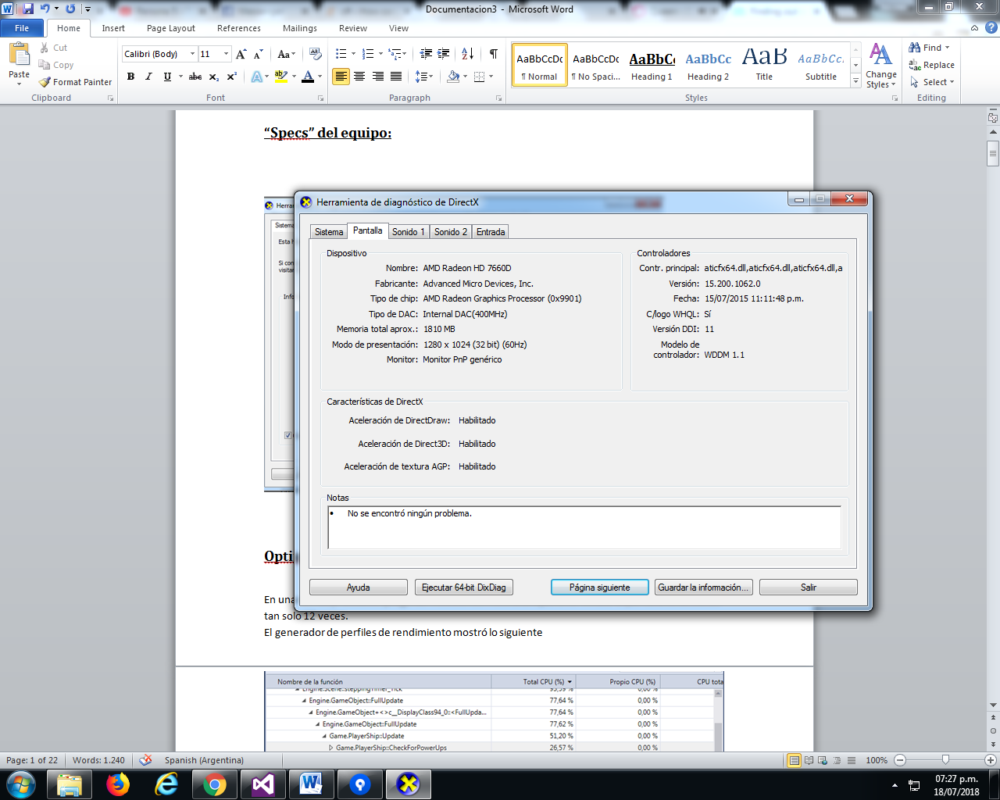 Documentacion3 - Microsoft Word
File Home Insert Page Layout References Mailings Review View
Paste
Cut
Copy
Format Painter
Clipboard
Calibri (Body) 11
Font
Paragraph
AaBbCcDc AaBbCcDc AaBbCc AaBbCc AaB AaBbCc.
¶ Normal ¶ No Spaci... Heading 1 Heading 2 Title Subtitle
Styles
Change Styles
Find
Replace
Select
Editing
“Specs” del equipo:
Herramienta de diagnóstico de DirectX
Sistema Pantalla Sonido 1 Sonido 2 Entrada
Dispositivo
Nombre: AMD Radeon HD 7660D
Fabricante: Advanced Micro Devices, Inc.
Tipo de chip: AMD Radeon Graphics Processor (0x9901)
Tipo de DAC: Internal DAC(400MHz)
Memoria total aprox.: 1810 MB
Modo de presentación: 1280 x 1024 (32 bit) (60Hz)
Monitor: Monitor PnP genérico
Controladores
Contr. principal: aticfx64.dll,aticfx64.dll,aticfx64.dll,a
Versión: 15.200.1062.0
Fecha: 15/07/2015 11:11:48 p.m.
C/logo WHQL: Sí
Versión DDI: 11
Modelo de
controlador: WDDM 1.1
Características de DirectX
Aceleración de DirectDraw: Habilitado
Aceleración de Direct3D: Habilitado
Aceleración de textura AGP: Habilitado
Notas
• No se encontró ningún problema.
Ayuda Ejecutar 64-bit DixDiag Página siguiente Guardar la información... Salir
Herra
Sistema
Esta h
Si con
visitar
Info
Opti
En una
tan solo 12 veces.
El generador de perfiles de rendimiento mostró lo siguiente
Nombre de la función Total CPU (%) Propio CPU (%) CPU tota
Engine.Scene::steppingTimer_Tick 93,59 % 0,00 %
Engine.GameObject::FullUpdate 77,64 % 0,00 %
Engine.GameObject+<>c__DisplayClass94_0::<FullUpda... 77,64 % 0,00 %
Engine.GameObject::FullUpdate 77,62 % 0,00 %
Game.PlayerShip::Update 51,20 % 0,00 %
Game.PlayerShip::CheckForPowerUps 26,57 % 0,00 %
Page: 1 of 22 Words: 1.240 Spanish (Argentina) 100%
07:27 p.m.
18/07/2018